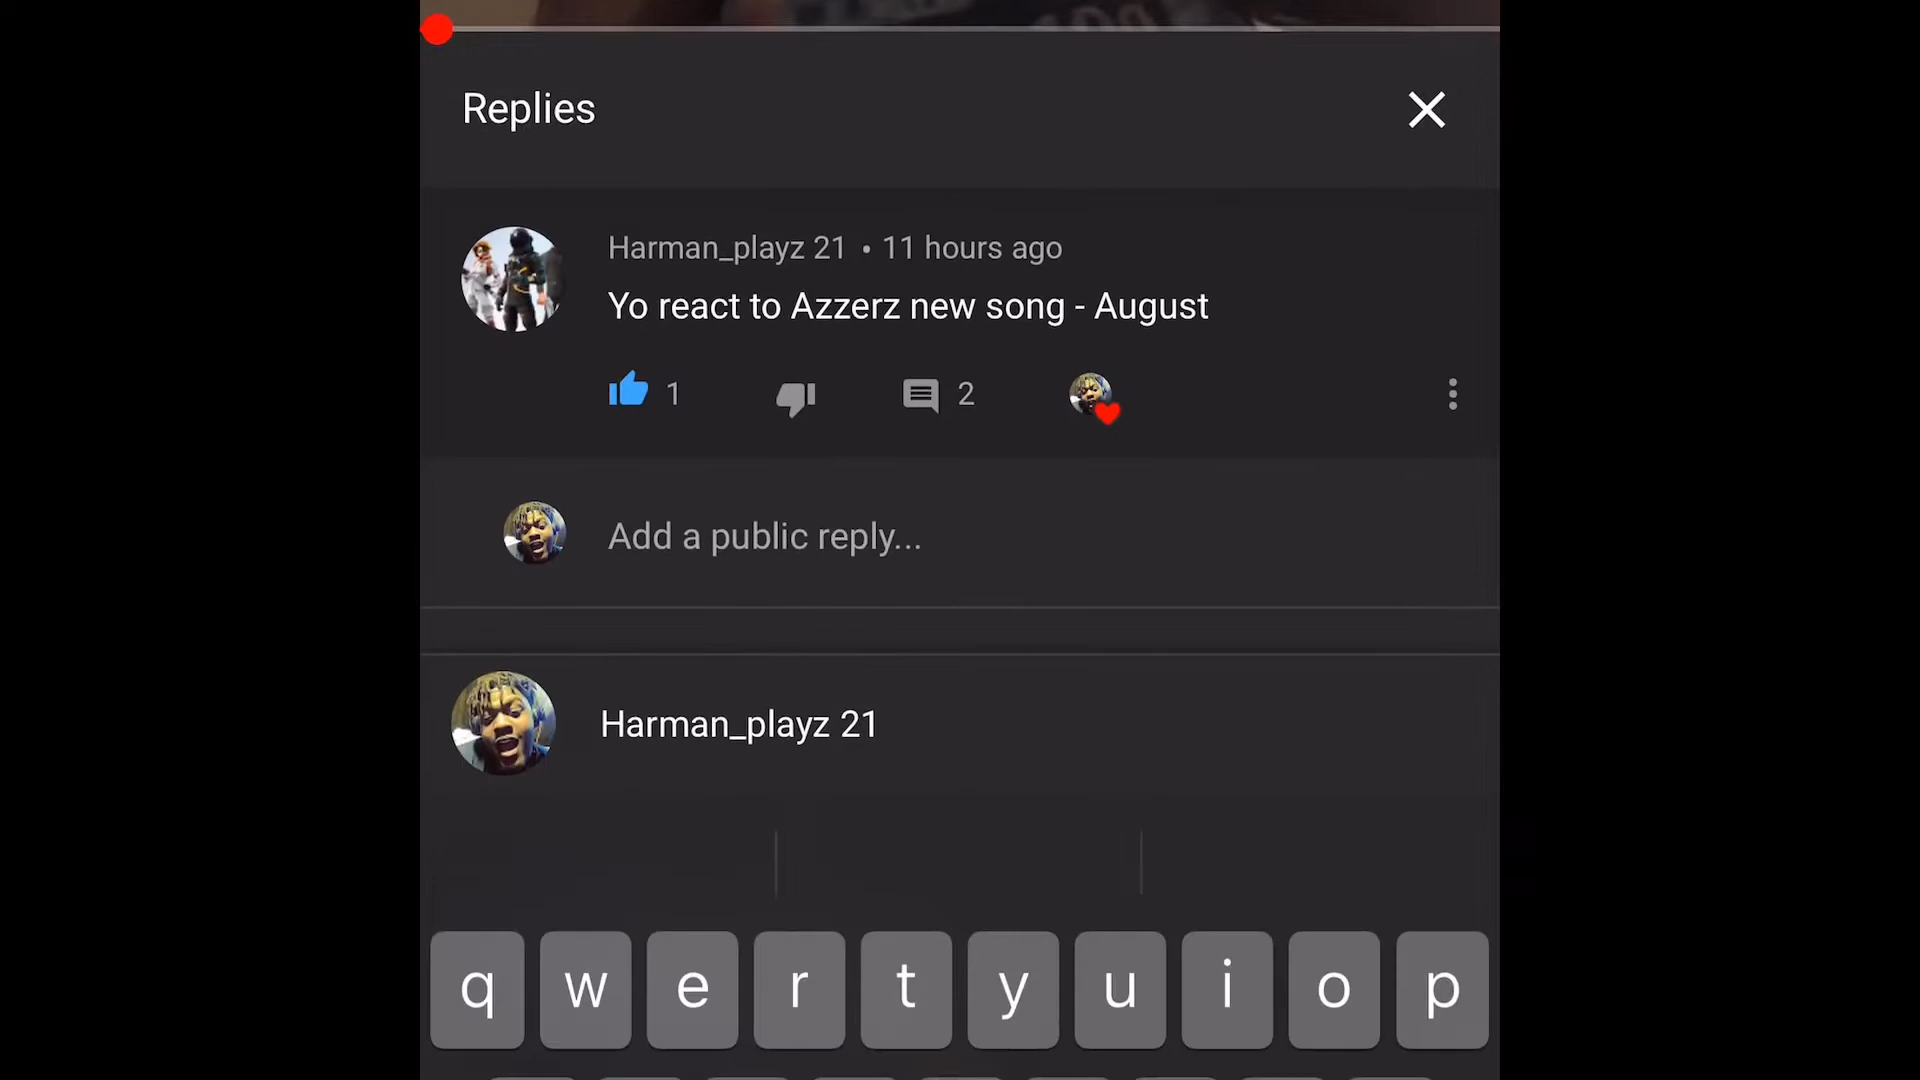 Replies
Harman_playz 21 • 11 hours ago
Yo react to Azzerz new song - August
1
2
Add a public reply...
Harman_playz 21
q w e r t y u i o p